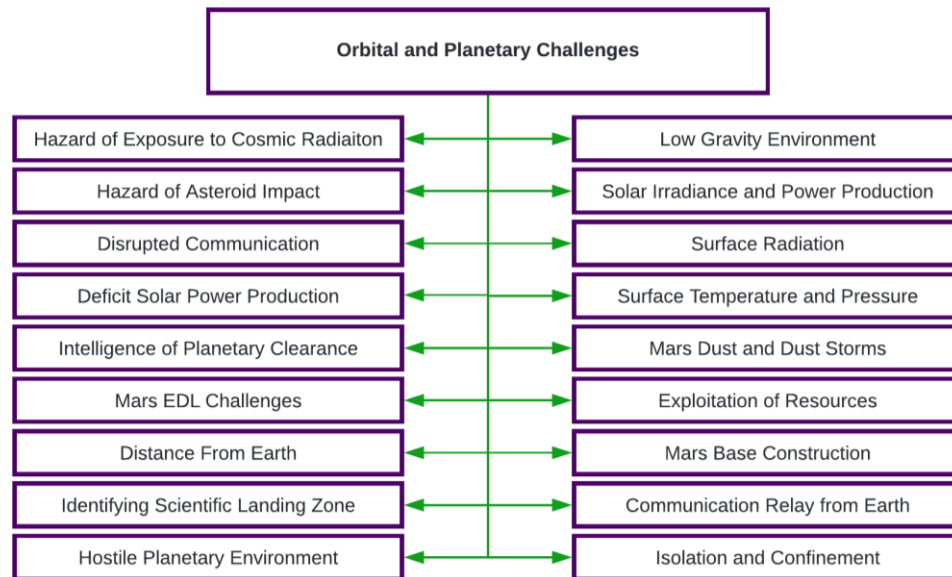 Orbital and Planetary Challenges
Hazard of Exposure to Cosmic Radiaiton
Low Gravity Environment
Hazard of Asteroid Impact
Solar Irradiance and Power Production
Disrupted Communication
Surface Radiation
Deficit Solar Power Production
Surface Temperature and Pressure
Intelligence of Planetary Clearance
Mars Dust and Dust Storms
Mars EDL Challenges
Exploitation of Resources
Distance From Earth
Mars Base Construction
Identifying Scientific Landing Zone
Communication Relay from Earth
Hostile Planetary Environment
Isolation and Confinement